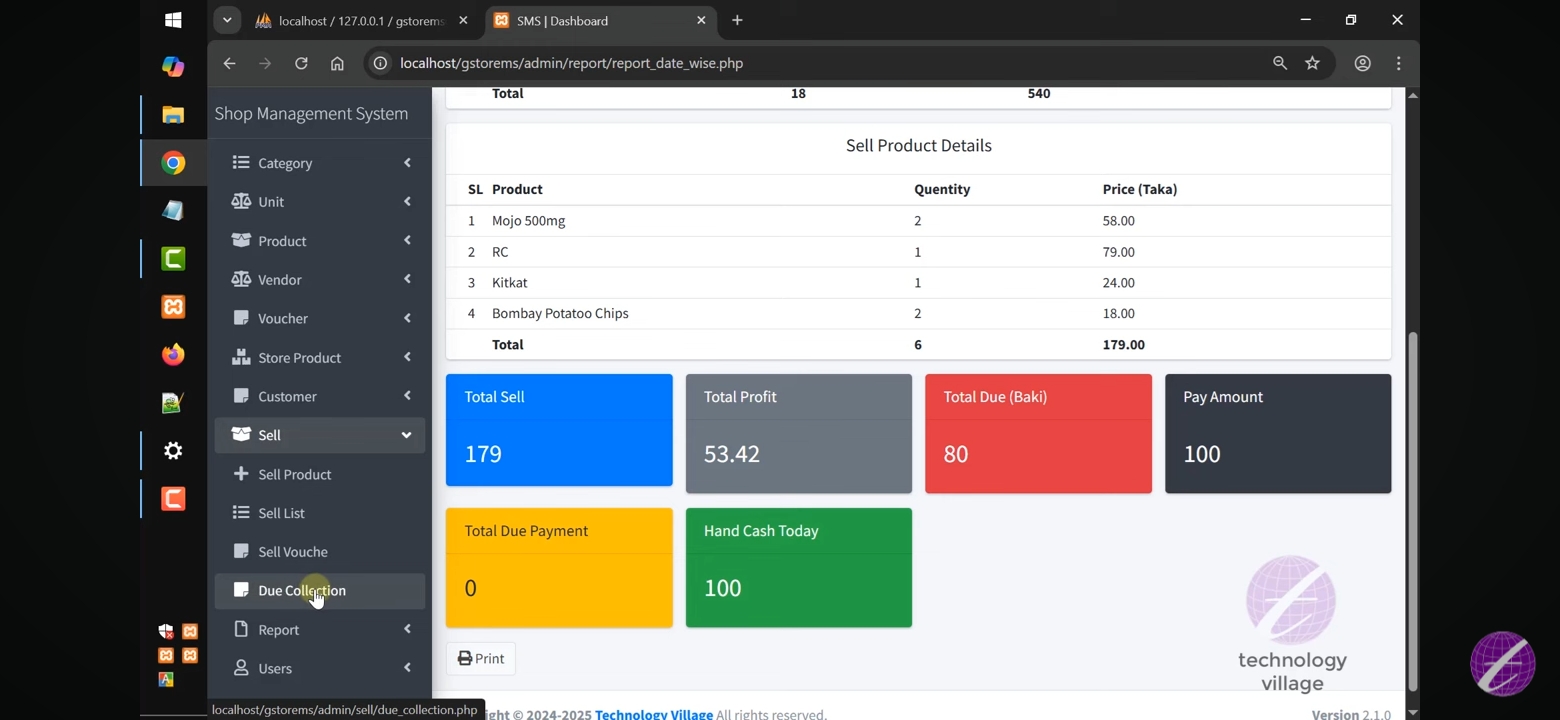 localhost / 127.0.0.1 / gstorems
SMS | Dashboard
localhost/gstorems/admin/report/report_date_wise.php
Shop Management System
Category
Unit
Product
Vendor
Voucher
Store Product
Customer
Sell
Sell Product
Sell List
Sell Vouche
Due Collection
Report
Users
localhost/gstorems/admin/sell/due_collection.php
Total 18 540
Sell Product Details
SL Product Quentity Price (Taka)
1 Mojo 500mg 2 58.00
2 RC 1 79.00
3 Kitkat 1 24.00
4 Bombay Potatoo Chips 2 18.00
Total 6 179.00
Total Sell Total Profit Total Due (Baki) Pay Amount
179 53.42 80 100
Total Due Payment Hand Cash Today
0 100
Print
technology
village
ght © 2024-2025 Technology Village All rights reserved. Version 2.1.0